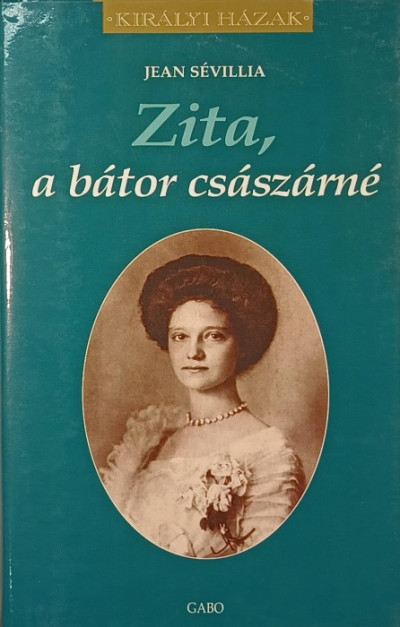 ·KIRÁLYI HÁZAK·
JEAN SÉVILLIA
Zita,
a bátor császárné
GABO